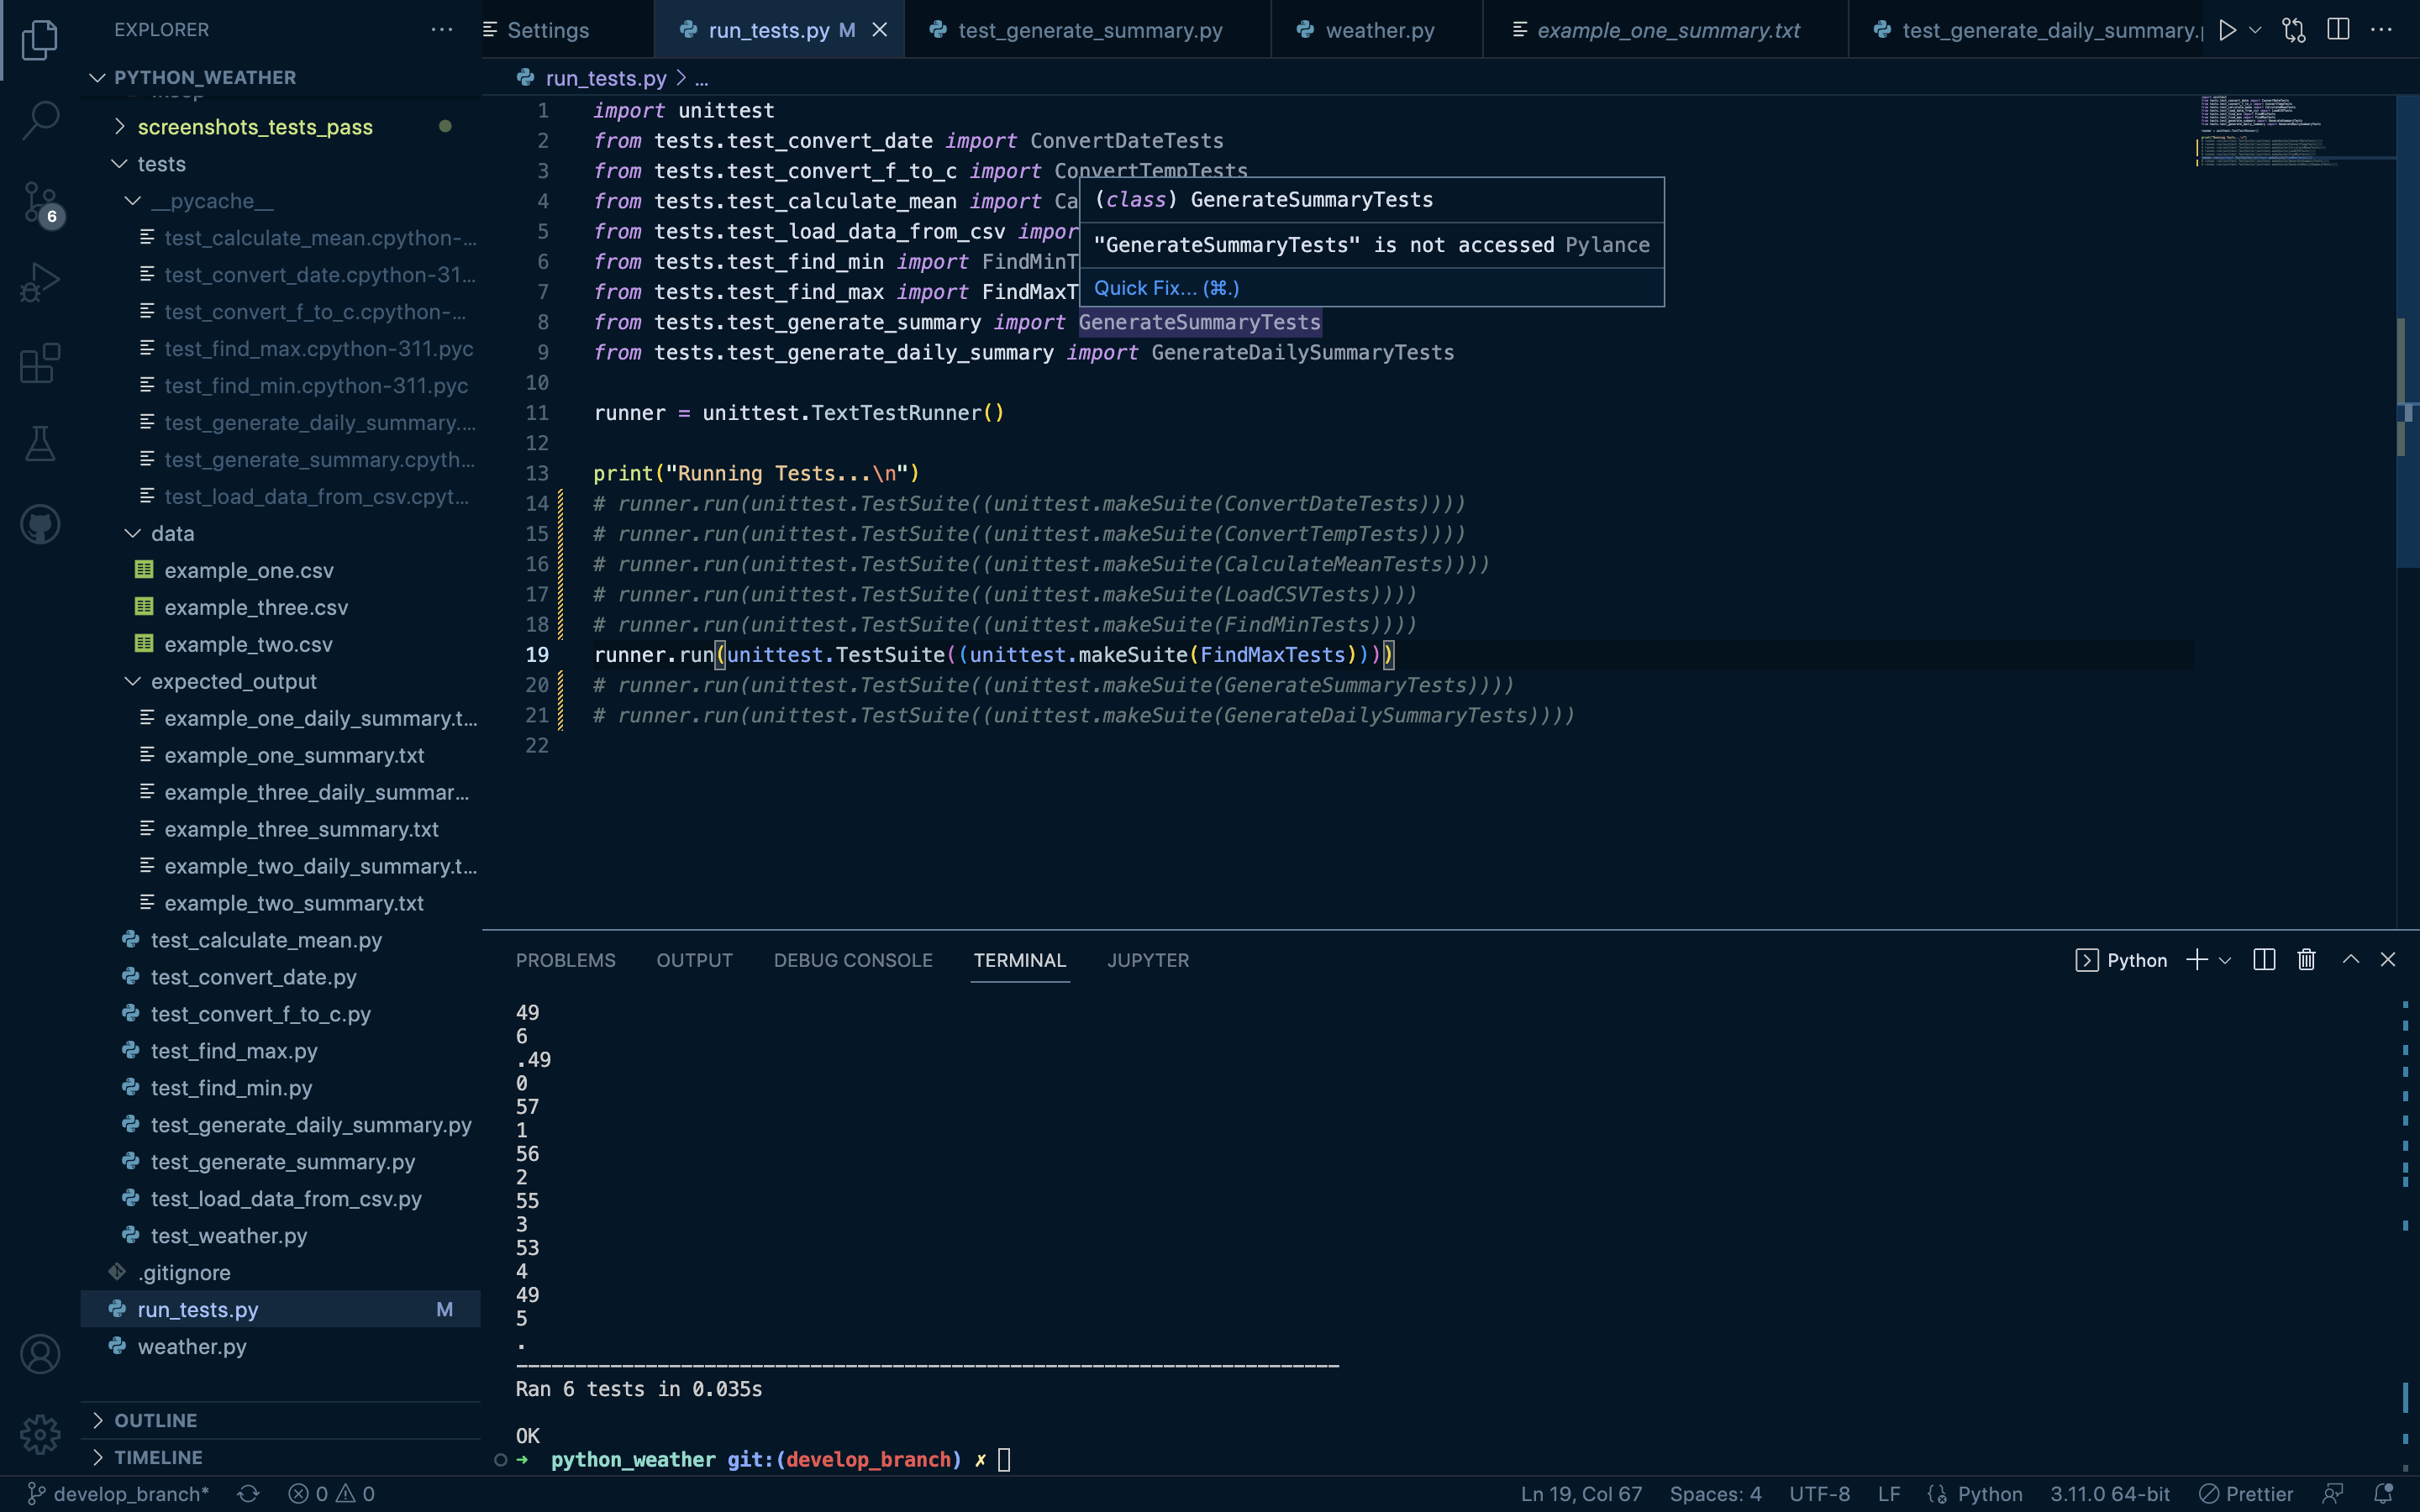 EXPLORER
PYTHON_WEATHER
screenshots_tests_pass
tests
__pycache__
test_calculate_mean.cpython-...
test_convert_date.cpython-31...
test_convert_f_to_c.cpython-...
test_find_max.cpython-311.pyc
test_find_min.cpython-311.pyc
test_generate_daily_summary....
test_generate_summary.cpyth...
test_load_data_from_csv.cpyt...
data
example_one.csv
example_three.csv
example_two.csv
expected_output
example_one_daily_summary.t...
example_one_summary.txt
example_three_daily_summar...
example_three_summary.txt
example_two_daily_summary.t...
example_two_summary.txt
test_calculate_mean.py
test_convert_date.py
test_convert_f_to_c.py
test_find_max.py
test_find_min.py
test_generate_daily_summary.py
test_generate_summary.py
test_load_data_from_csv.py
test_weather.py
.gitignore
run_tests.py M
weather.py
OUTLINE
TIMELINE
6
Settings run_tests.py M test_generate_summary.py weather.py example_one_summary.txt test_generate_daily_summary.p
run_tests.py > ...
1 import unittest
2 from tests.test_convert_date import ConvertDateTests
3 from tests.test_convert_f_to_c import ConvertTempTests
4 from tests.test_calculate_mean import Ca
5 from tests.test_load_data_from_csv impor
6 from tests.test_find_min import FindMinT
7 from tests.test_find_max import FindMaxT
8 from tests.test_generate_summary import GenerateSummaryTests
9 from tests.test_generate_daily_summary import GenerateDailySummaryTests
10
11 runner = unittest.TextTestRunner()
12
13 print("Running Tests...\n")
14 # runner.run(unittest.TestSuite((unittest.makeSuite(ConvertDateTests))))
15 # runner.run(unittest.TestSuite((unittest.makeSuite(ConvertTempTests))))
16 # runner.run(unittest.TestSuite((unittest.makeSuite(CalculateMeanTests))))
17 # runner.run(unittest.TestSuite((unittest.makeSuite(LoadCSVTests))))
18 # runner.run(unittest.TestSuite((unittest.makeSuite(FindMinTests))))
19 runner.run(unittest.TestSuite((unittest.makeSuite(FindMaxTests))))
20 # runner.run(unittest.TestSuite((unittest.makeSuite(GenerateSummaryTests))))
21 # runner.run(unittest.TestSuite((unittest.makeSuite(GenerateDailySummaryTests))))
22
(class) GenerateSummaryTests
"GenerateSummaryTests" is not accessed Pylance
Quick Fix... (⌘.)
PROBLEMS OUTPUT DEBUG CONSOLE TERMINAL JUPYTER Python
49
6
.49
0
57
1
56
2
55
3
53
4
49
5
.
----------------------------------------------------------------------
Ran 6 tests in 0.035s
OK
➜ python_weather git:(develop_branch) ✗
develop_branch* 0 0 Ln 19, Col 67 Spaces: 4 UTF-8 LF Python 3.11.0 64-bit Prettier